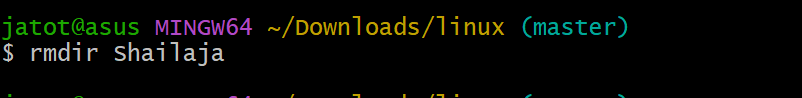 jatot@asus MINGW64 ~/Downloads/linux (master)
$ rmdir Shailaja